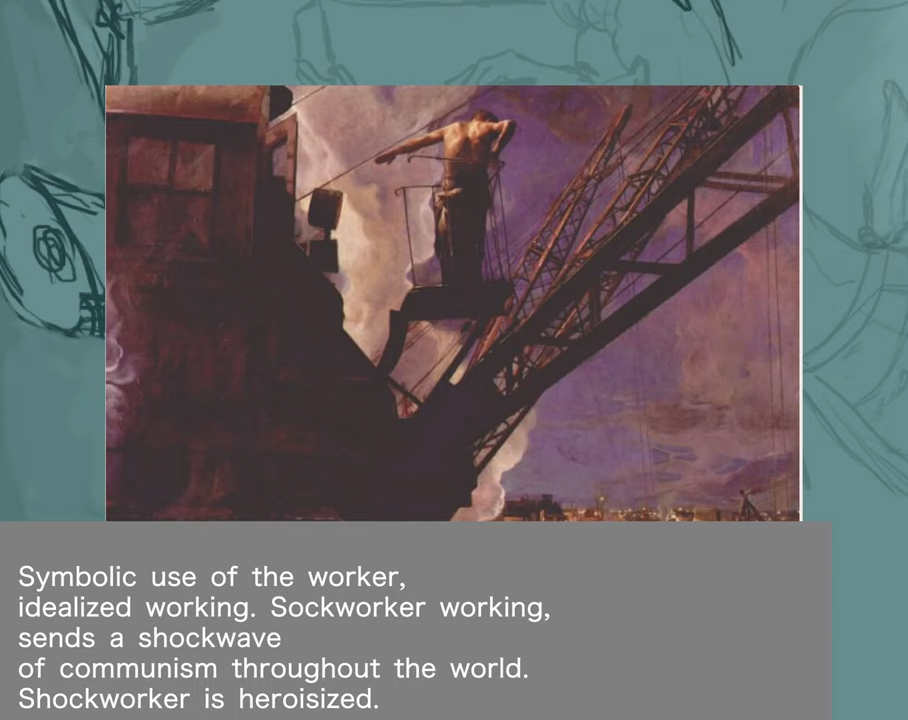 Symbolic use of the worker,
idealized working. Sockworker working,
sends a shockwave
of communism throughout the world.
Shockworker is heroisized.